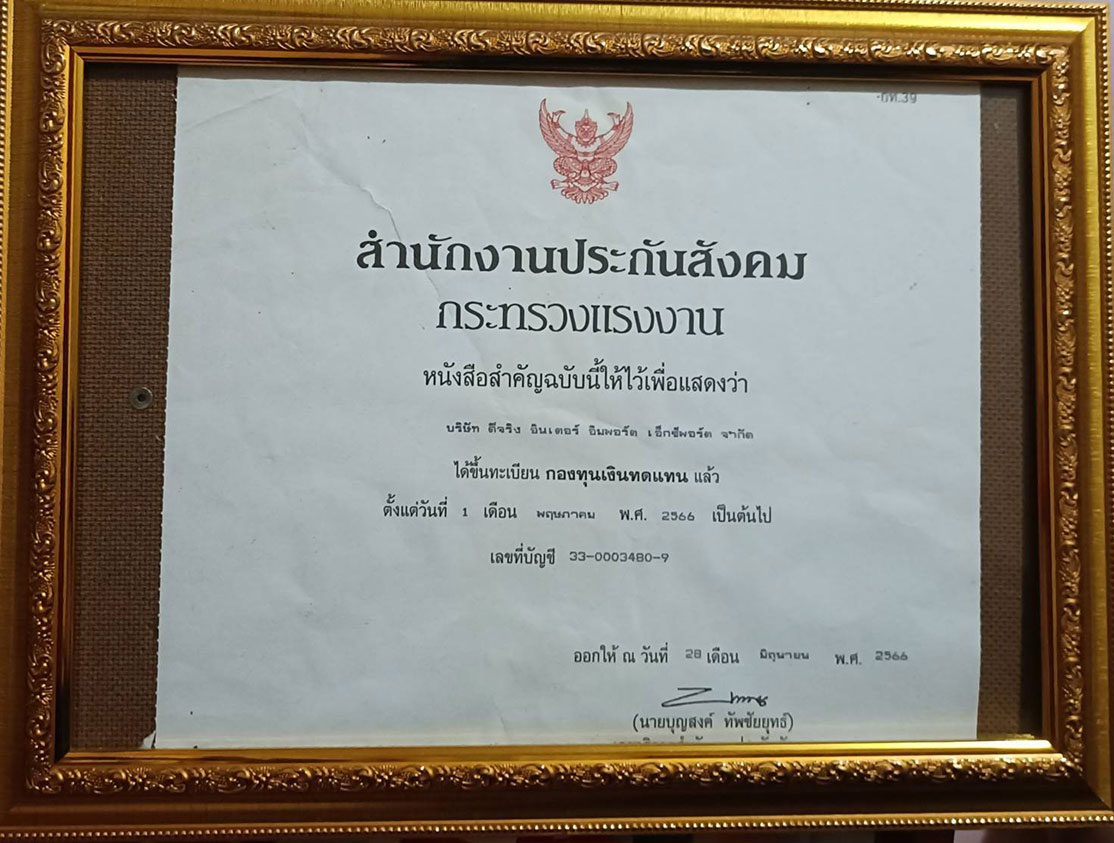 กท.39
สำนักงานประกันสังคม
กระทรวงแรงงาน
หนังสือสำคัญฉบับนี้ให้ไว้เพื่อแสดงว่า
บริษัท ดีจริง อินเตอร์ อิมพอร์ต เอ็กซ์พอร์ต จำกัด
ได้ขึ้นทะเบียน กองทุนเงินทดแทน แล้ว
ตั้งแต่วันที่ 1 เดือน พฤษภาคม พ.ศ. 2566 เป็นต้นไป
เลขที่บัญชี 33-0003480-9
ออกให้ ณ วันที่ 28 เดือน มิถุนายน พ.ศ. 2566
(นายบุญสงค์ ทัพชัยยุทธ์)